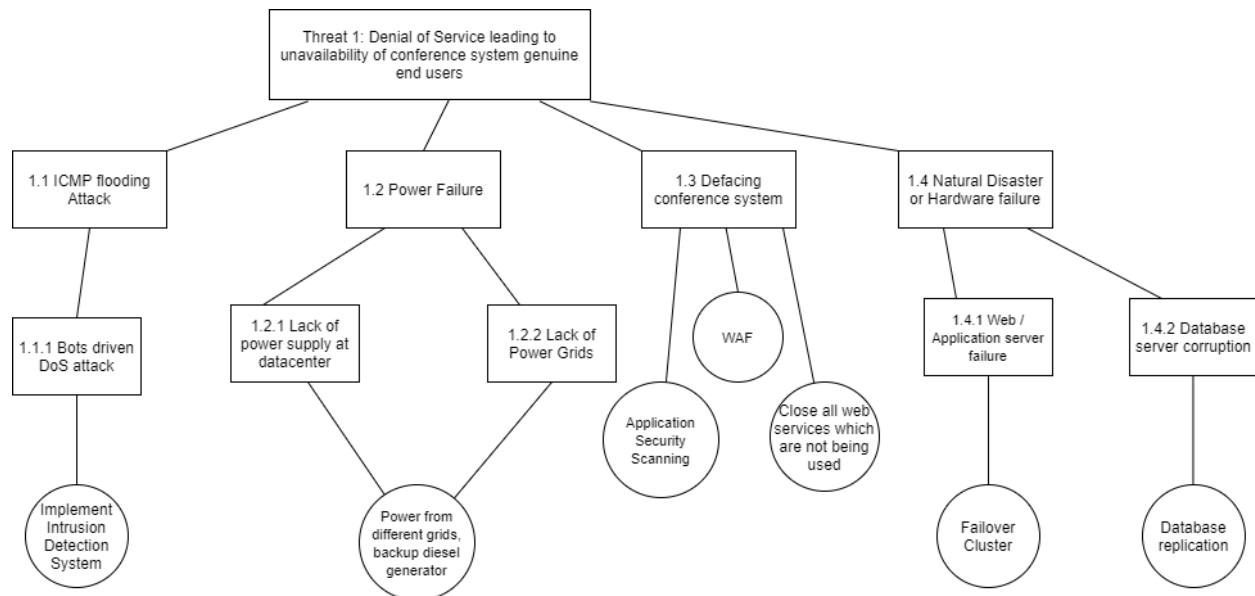 Threat 1: Denial of Service leading to
unavailability of conference system genuine
end users
1.1 ICMP flooding
Attack
1.2 Power Failure
1.3 Defacing
conference system
1.4 Natural Disaster
or Hardware failure
1.1.1 Bots driven
DoS attack
1.2.1 Lack of
power supply at
datacenter
1.2.2 Lack of
Power Grids
WAF
1.4.1 Web /
Application server
failure
1.4.2 Database
server corruption
Application
Security
Scanning
Close all web
services which
are not being
used
Implement
Intrusion
Detection
System
Power from
different grids,
backup diesel
generator
Failover
Cluster
Database
replication